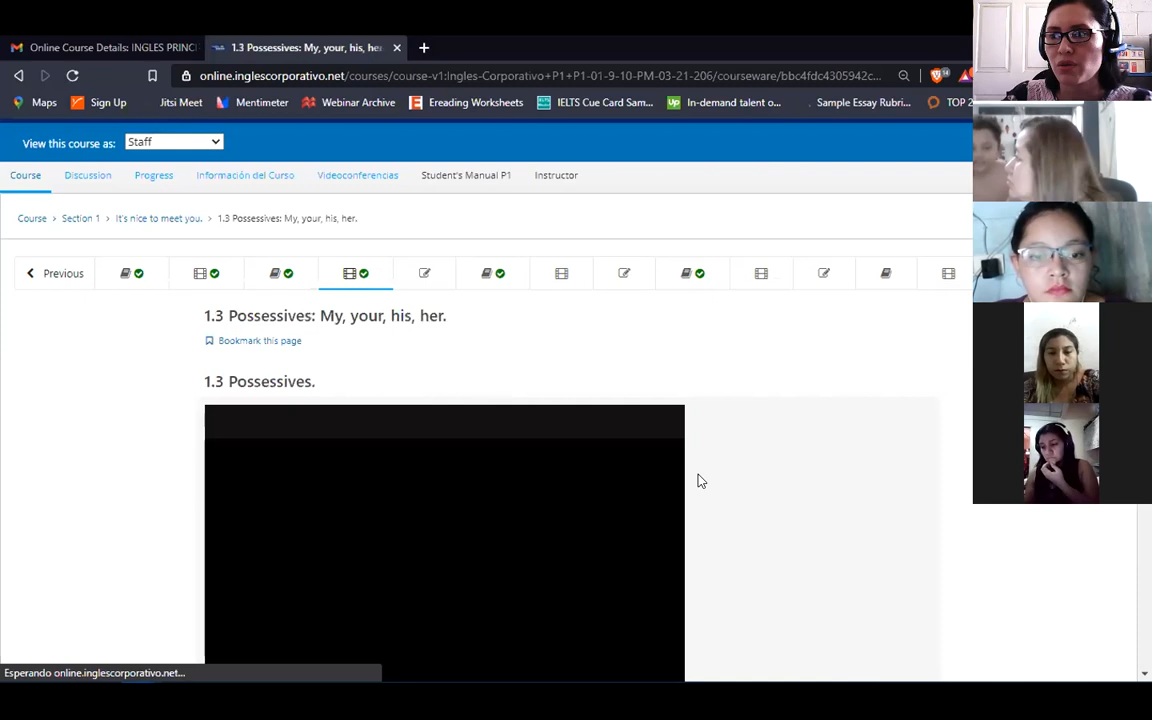 Online Course Details: INGLES PRINCI
1.3 Possessives: My, your, his, her
online.inglescorporativo.net/courses/course-v1:Ingles-Corporativo+P1+P1-01-9-10-PM-03-21-206/courseware/bbc4fdc4305942c...
14
Maps
Sign Up
Jitsi Meet
Mentimeter
Webinar Archive
Ereading Worksheets
IELTS Cue Card Sam...
In-demand talent o...
Sample Essay Rubri...
TOP 2
View this course as:
Staff
Course
Discussion
Progress
Información del Curso
Videoconferencias
Student's Manual P1
Instructor
Course > Section 1 > It's nice to meet you. > 1.3 Possessives: My, your, his, her.
Previous
1.3 Possessives: My, your, his, her.
Bookmark this page
1.3 Possessives.
Esperando online.inglescorporativo.net...